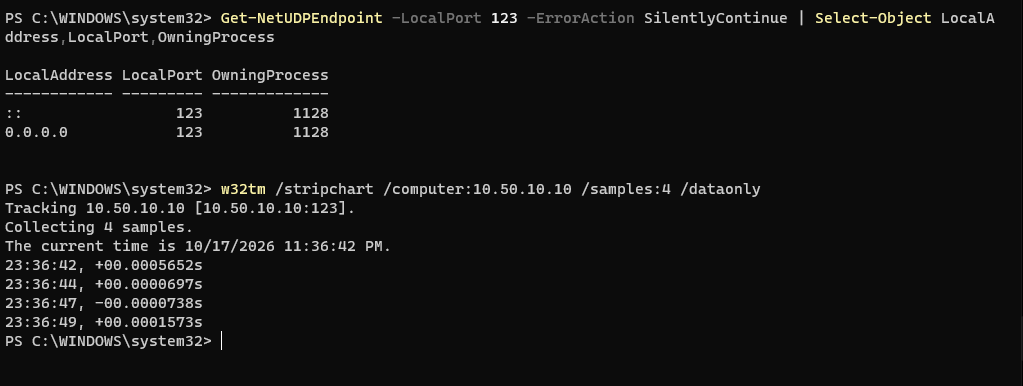 PS C:\WINDOWS\system32> Get-NetUDPEndpoint -LocalPort 123 -ErrorAction SilentlyContinue | Select-Object LocalA
ddress,LocalPort,OwningProcess
LocalAddress LocalPort OwningProcess
------------ --------- -------------
:: 123 1128
0.0.0.0 123 1128
PS C:\WINDOWS\system32> w32tm /stripchart /computer:10.50.10.10 /samples:4 /dataonly
Tracking 10.50.10.10 [10.50.10.10:123].
Collecting 4 samples.
The current time is 10/17/2026 11:36:42 PM.
23:36:42, +00.0005652s
23:36:44, +00.0000697s
23:36:47, -00.0000738s
23:36:49, +00.0001573s
PS C:\WINDOWS\system32>